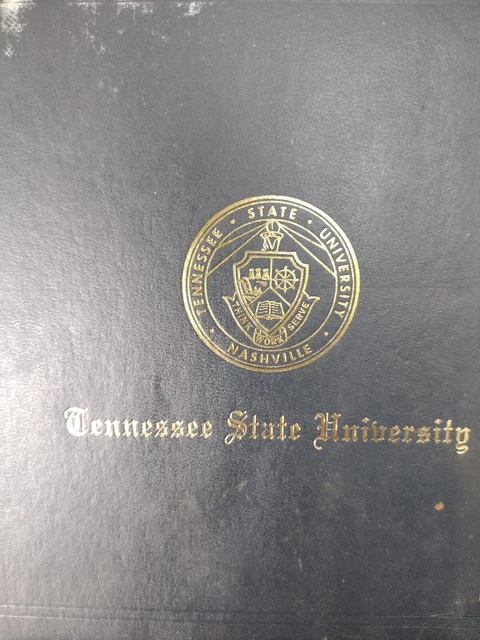 TENNESSEE · STATE · UNIVERSITY
THINK WORK SERVE
· NASHVILLE ·
Tennessee State University